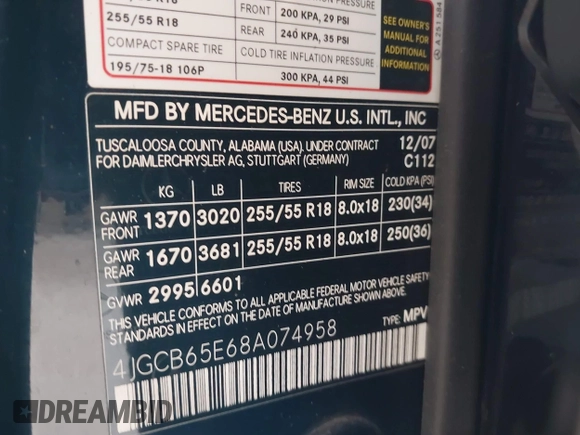 255/55 R18
COMPACT SPARE TIRE
195/75-18 106P
FRONT 200 KPA, 29 PSI
REAR 240 KPA, 35 PSI
COLD TIRE INFLATION PRESSURE
300 KPA, 44 PSI
SEE OWNER'S
MANUAL FOR
ADDITIONAL
INFORMATION
A 251 584
MFD BY MERCEDES-BENZ U.S. INTL., INC
TUSCALOOSA COUNTY, ALABAMA (USA). UNDER CONTRACT 12/07
FOR DAIMLERCHRYSLER AG, STUTTGART (GERMANY) C112
KG LB TIRES RIM SIZE COLD KPA (PSI)
GAWR FRONT 1370 3020 255/55 R18 8.0x18 230(34)
GAWR REAR 1670 3681 255/55 R18 8.0x18 250(36)
GVWR 2995 6601
THIS VEHICLE CONFORMS TO ALL APPLICABLE FEDERAL MOTOR VEHICLE SAFETY
STANDARDS IN EFFECT ON THE DATE OF MANUFACTURE SHOWN ABOVE.
4JGCB65E68A074958 TYPE: MPV
DREAMBID